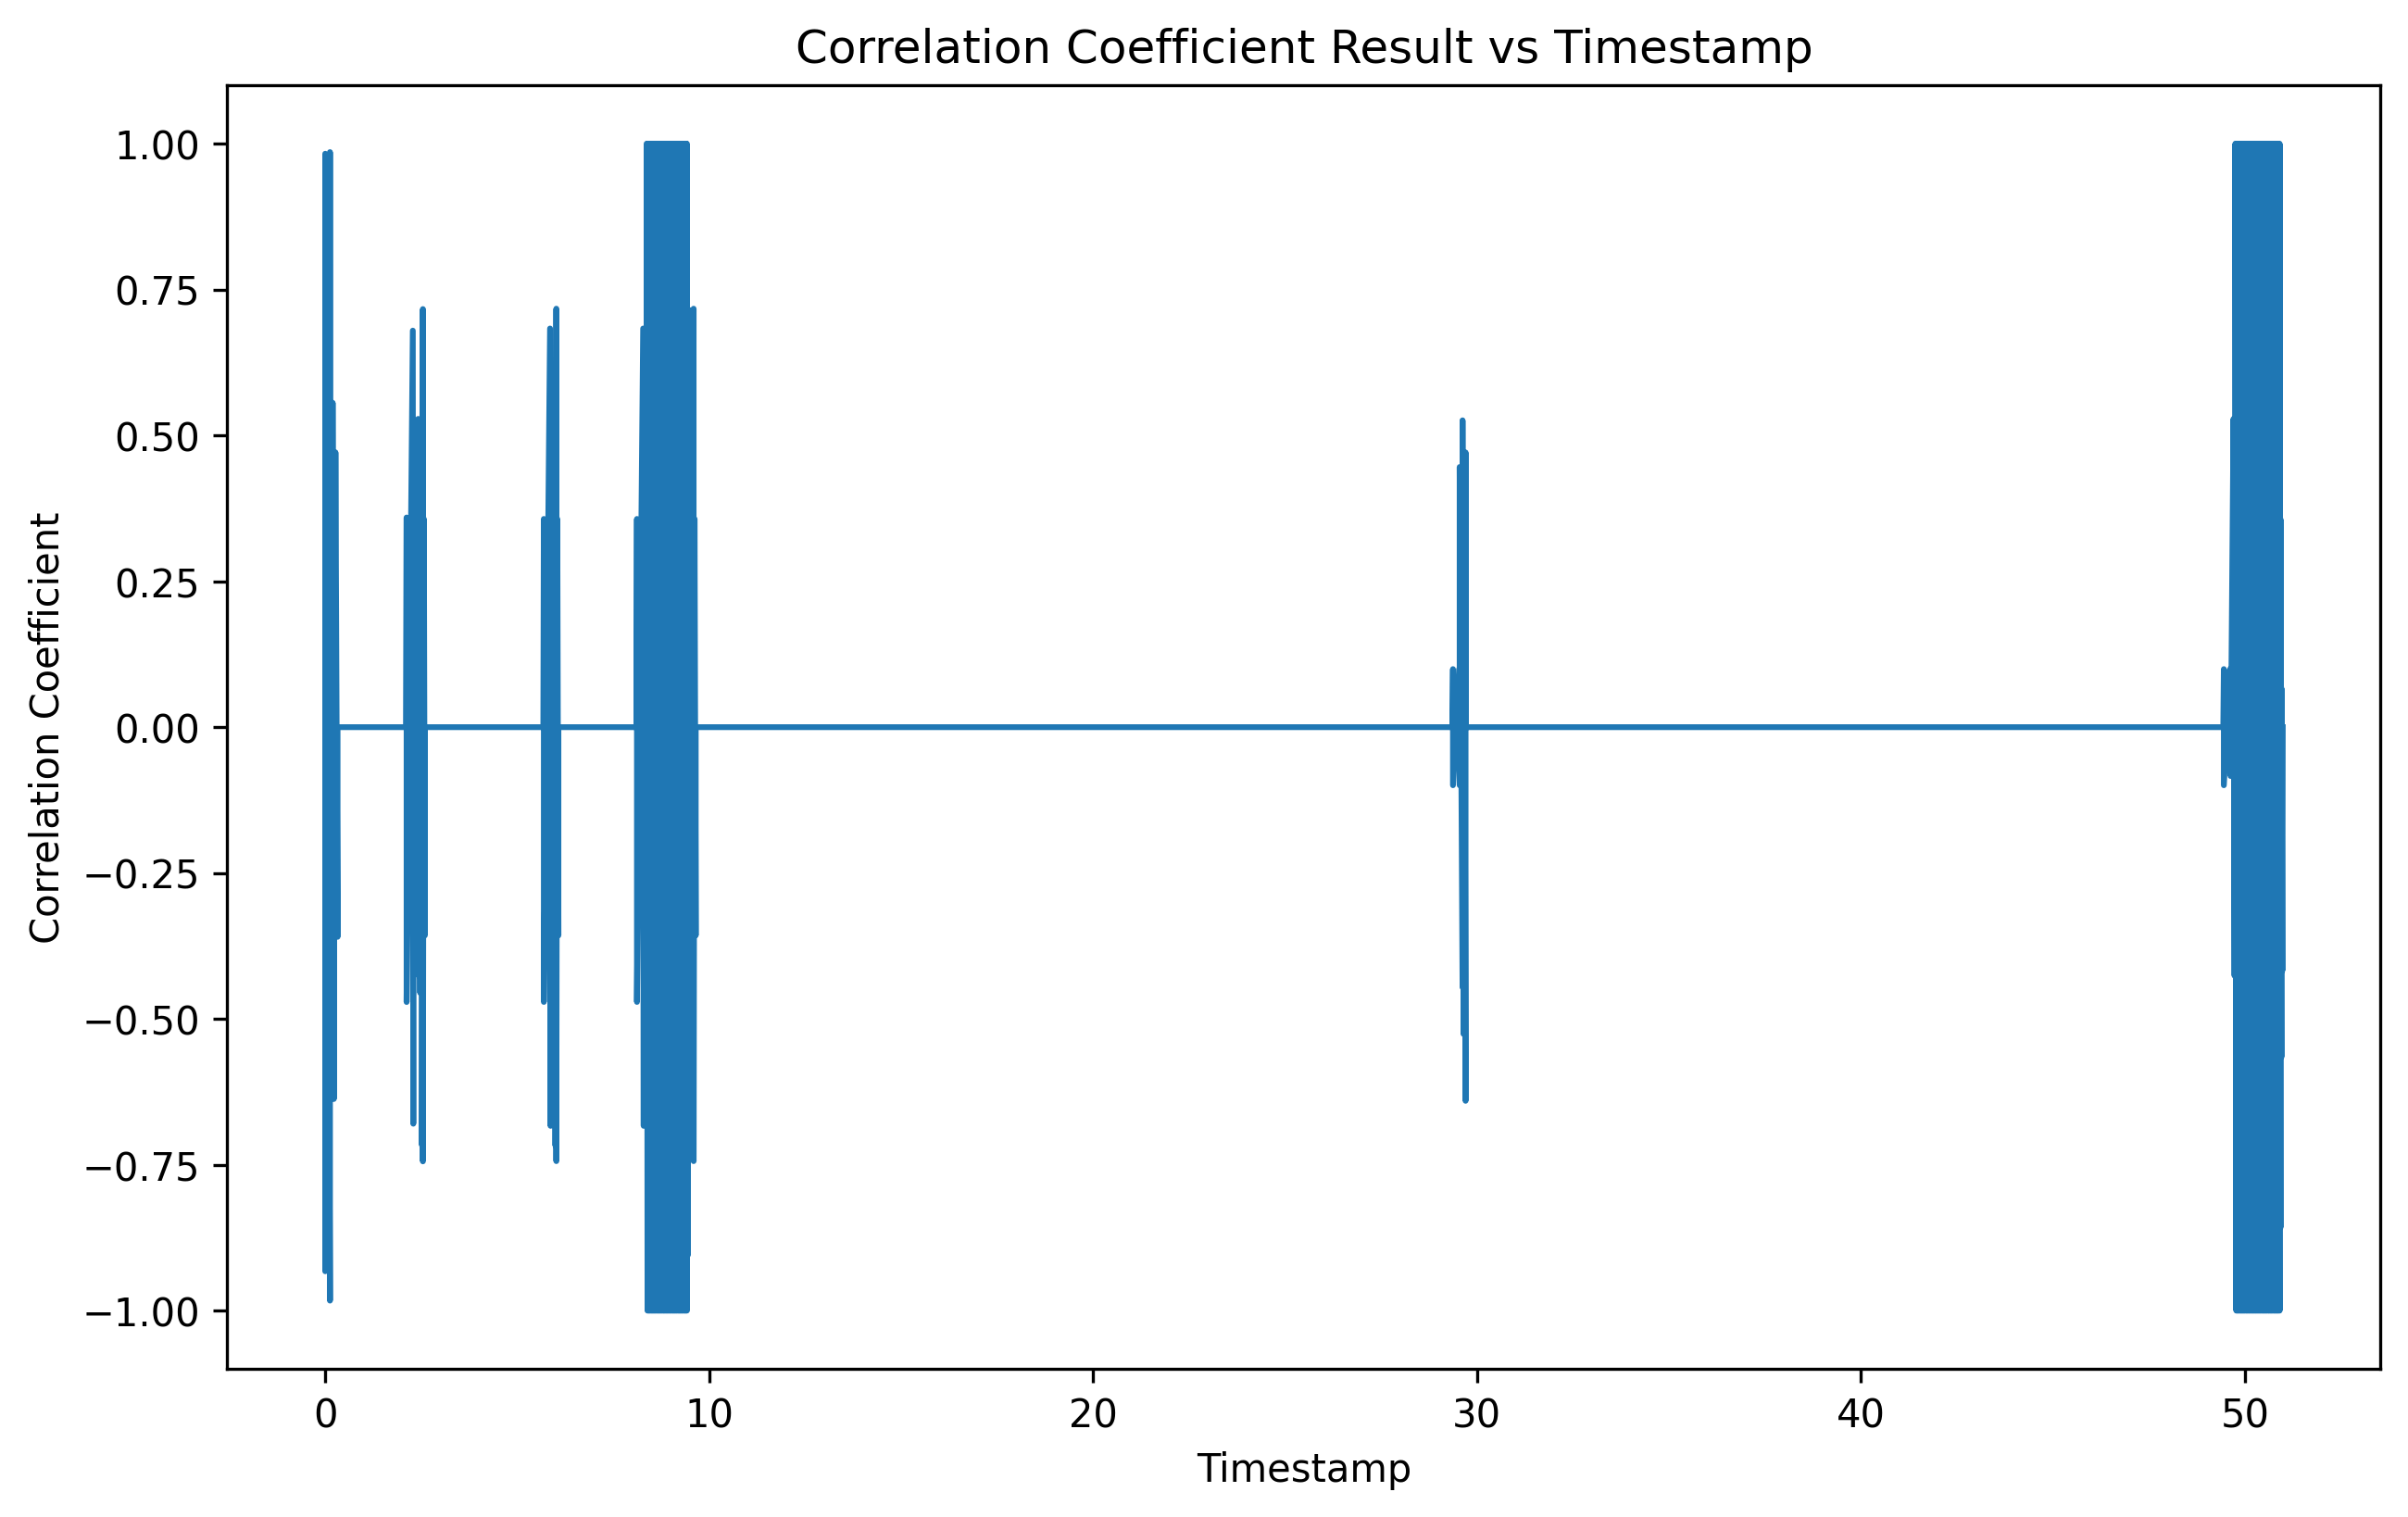 Correlation Coefficient Result vs Timestamp
1.00
0.75
0.50
0.25
0.00
−0.25
−0.50
−0.75
−1.00
Correlation Coefficient
0 10 20 30 40 50
Timestamp